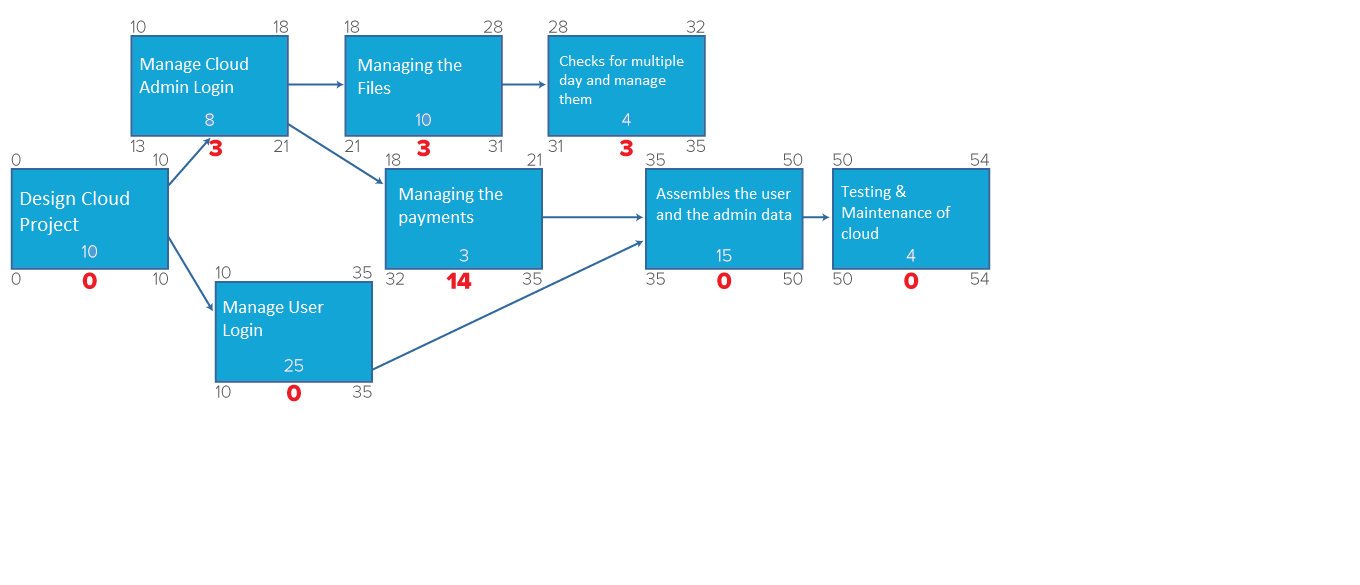 10 18
Manage Cloud
Admin Login
8
13 3 21
18 28
Managing the
Files
10
21 3 31
28 32
Checks for multiple
day and manage
them
4
31 3 35
0 10
Design Cloud
Project
10
0 0 10
18 21
Managing the
payments
3
32 14 35
35 50
Assembles the user
and the admin data
15
35 0 50
50 54
Testing &
Maintenance of
cloud
4
50 0 54
10 35
Manage User
Login
25
10 0 35